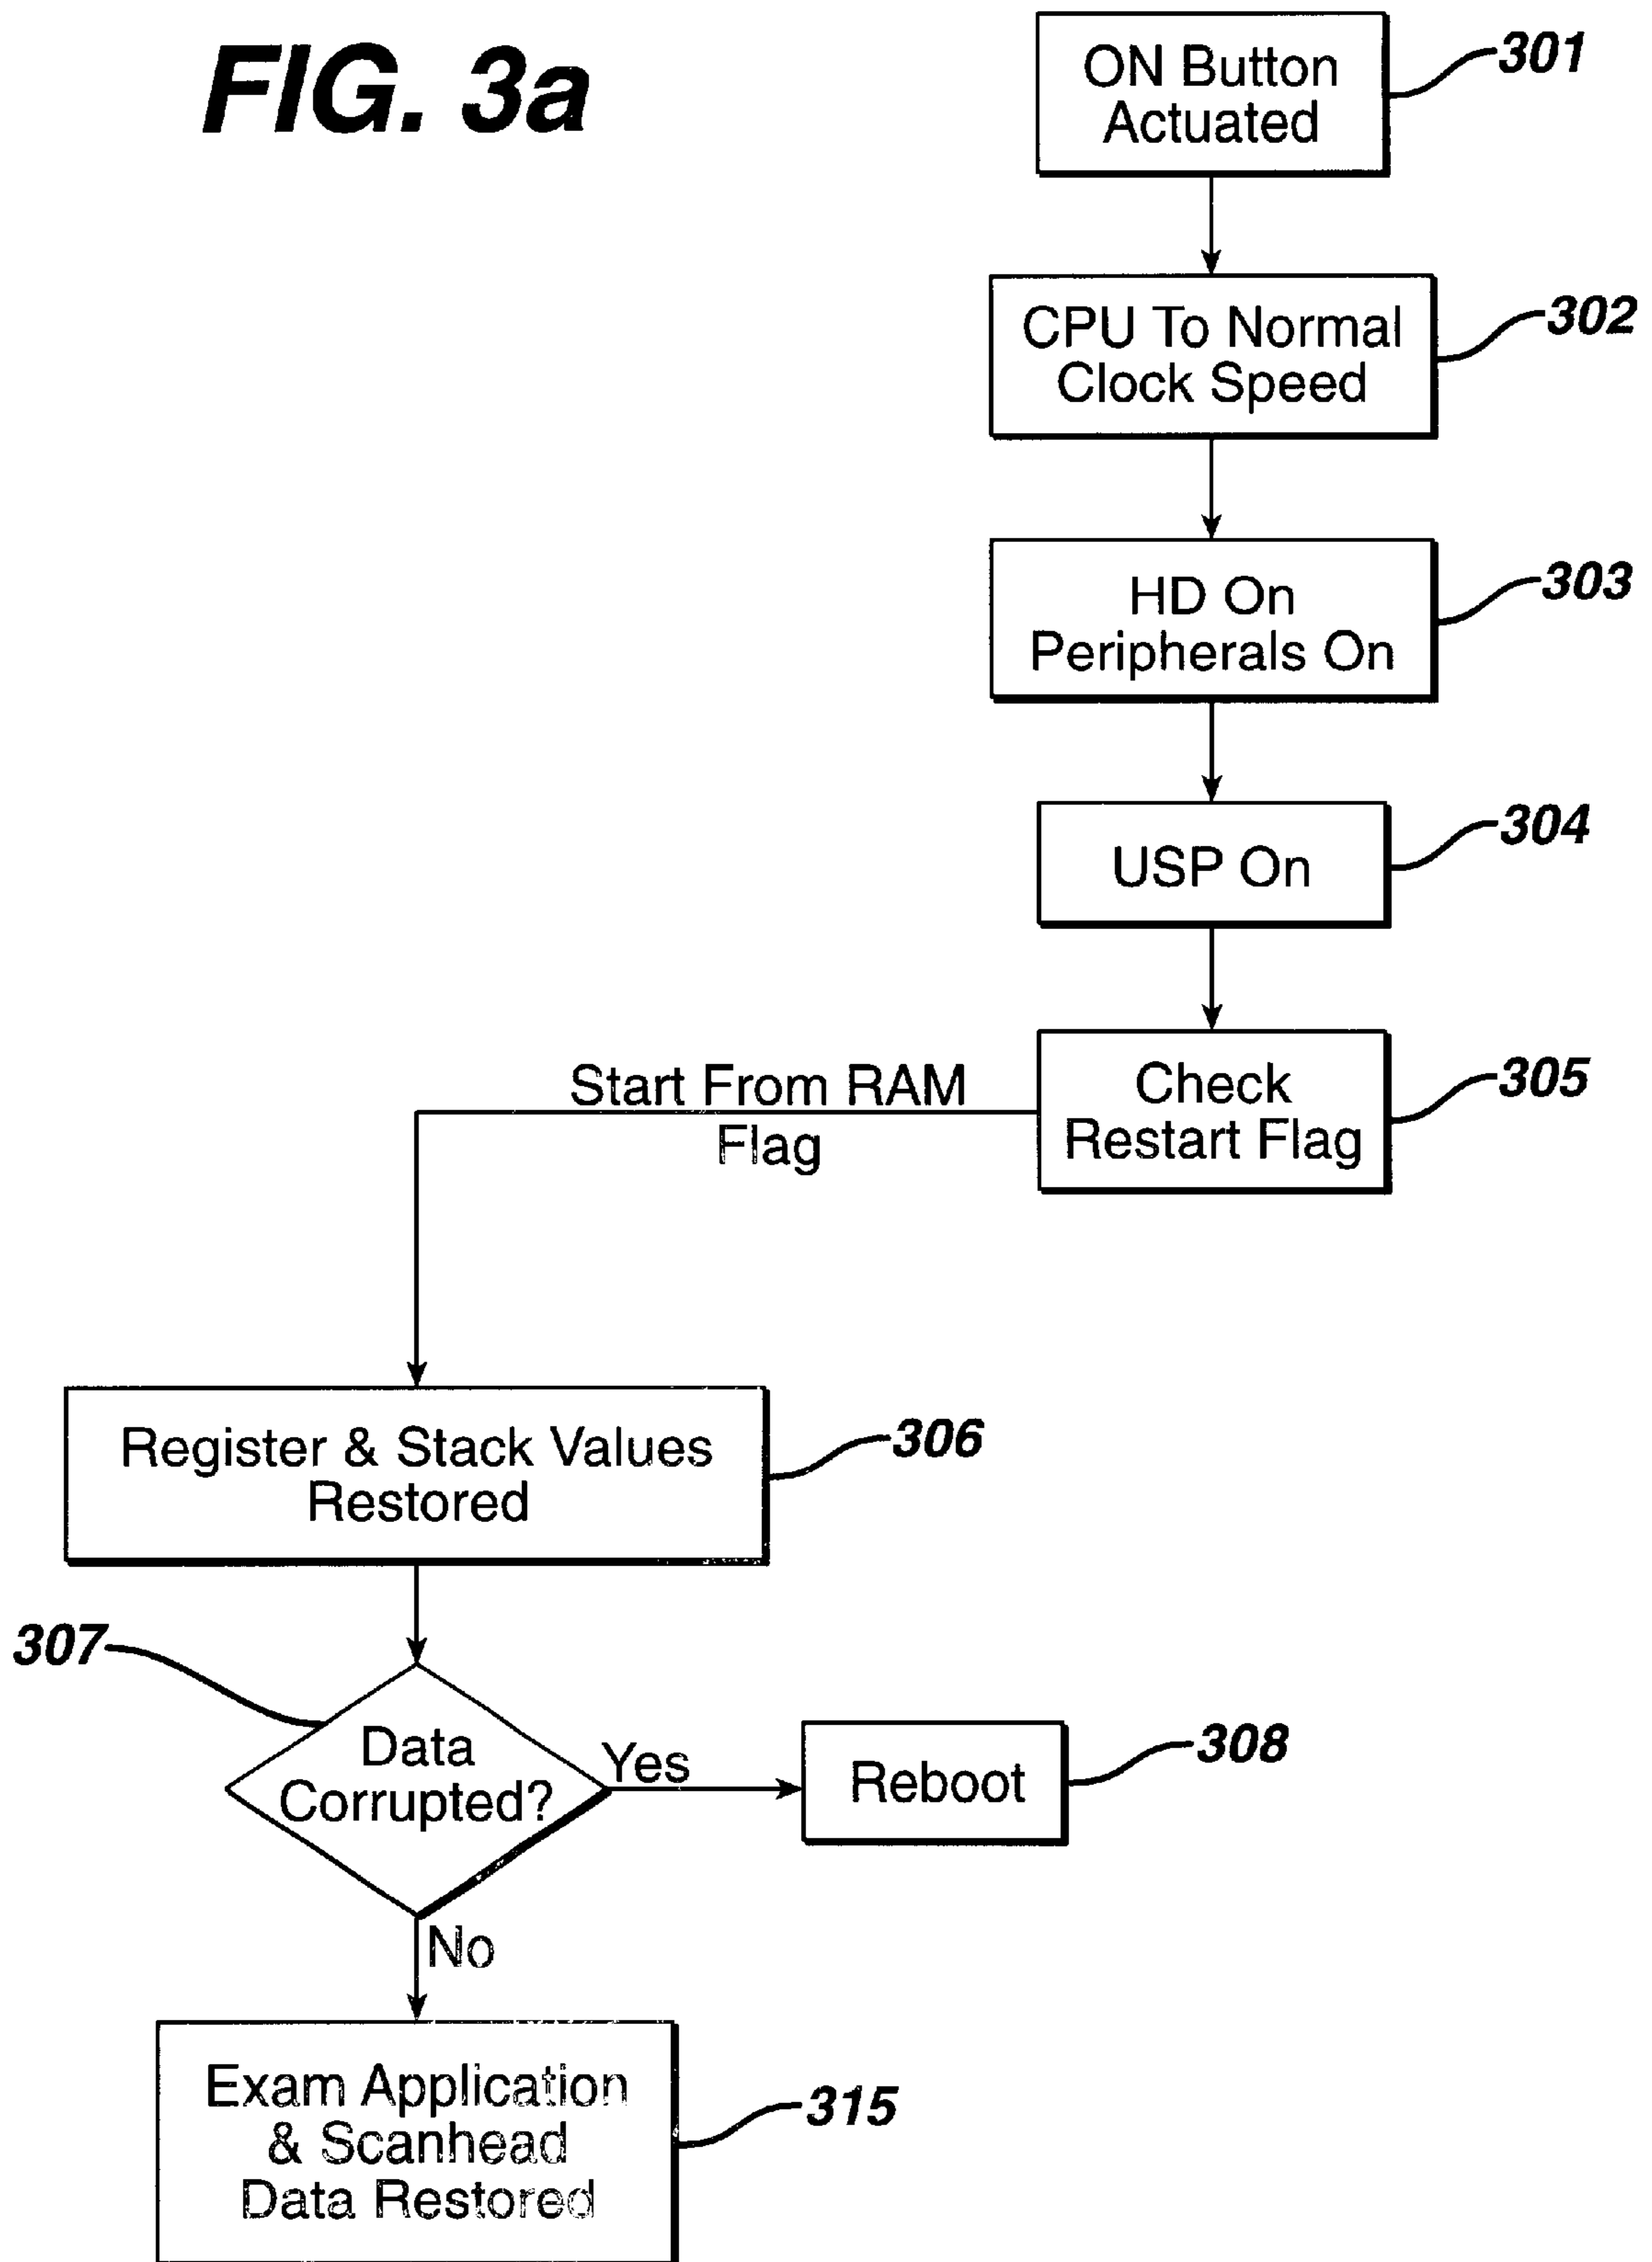 FIG. 3a
ON Button
Actuated
301
CPU To Normal
Clock Speed
302
HD On
Peripherals On
303
USP On
304
Check
Restart Flag
305
Start From RAM
Flag
Register & Stack Values
Restored
306
307
Data
Corrupted?
Yes
Reboot
308
No
Exam Application
& Scanhead
Data Restored
315